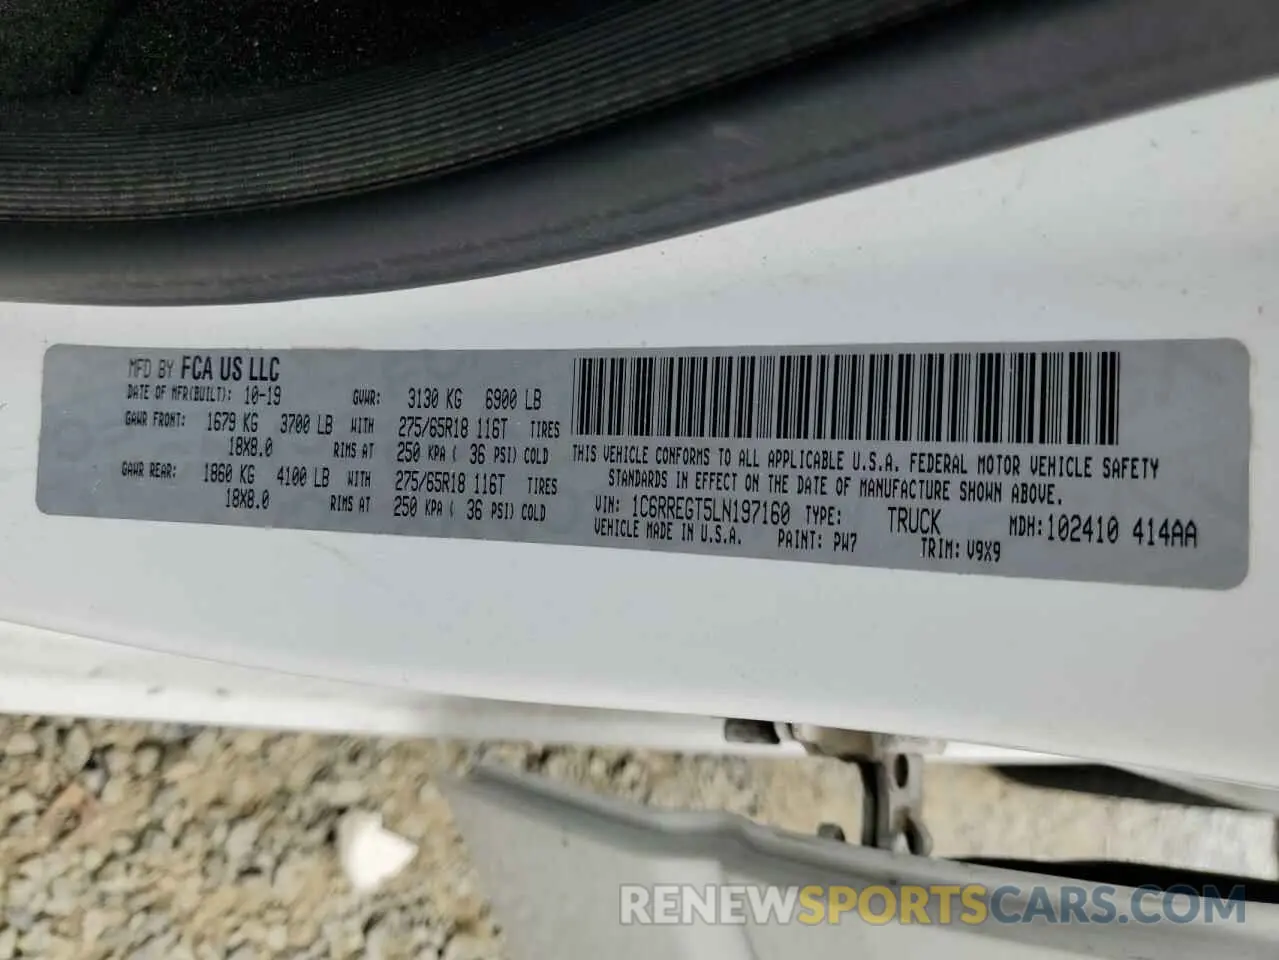 MFD BY FCA US LLC
DATE OF MFR(BUILT): 10-19 GVWR: 3130 KG 6900 LB
GAWR FRONT: 1679 KG 3700 LB WITH 275/65R18 116T TIRES
18X8.0 RIMS AT 250 KPA ( 36 PSI) COLD
GAWR REAR: 1860 KG 4100 LB WITH 275/65R18 116T TIRES
18X8.0 RIMS AT 250 KPA ( 36 PSI) COLD
THIS VEHICLE CONFORMS TO ALL APPLICABLE U.S.A. FEDERAL MOTOR VEHICLE SAFETY
STANDARDS IN EFFECT ON THE DATE OF MANUFACTURE SHOWN ABOVE.
VIN: 1C6RREGT5LN197160 TYPE: TRUCK MDH:102410 414AA
VEHICLE MADE IN U.S.A. PAINT: PW7 TRIM: V9X9
RENEWSPORTSCARS.COM